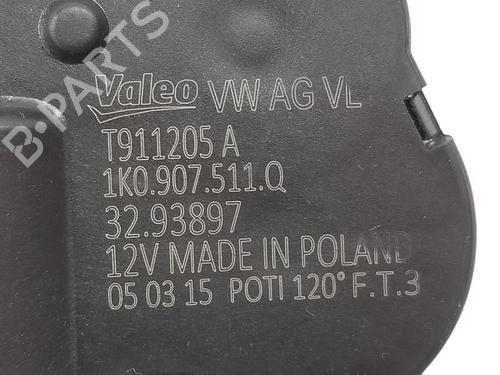 B-PARTS
Valeo VW AG VL
T911205 A
1K0.907.511.Q
32.93897
12V MADE IN POLAND
05 03 15 POTI 120° F.T.3